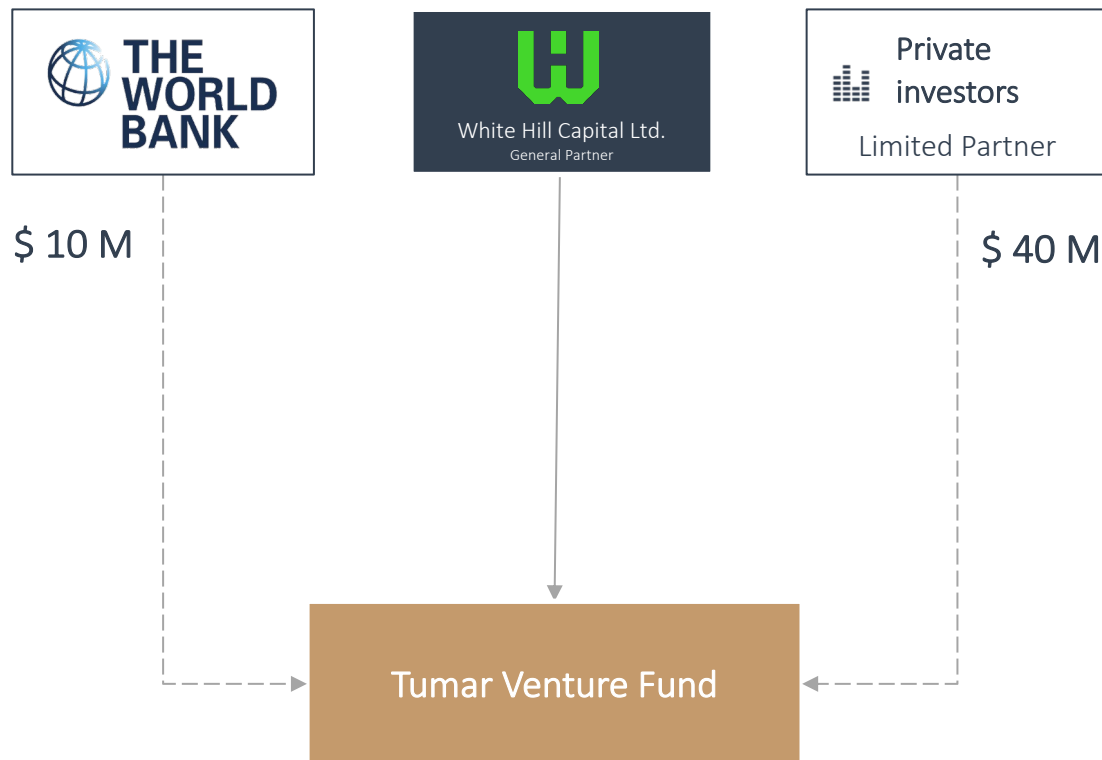 THE
WORLD
BANK
White Hill Capital Ltd.
General Partner
Private
investors
Limited Partner
$ 10 M
$ 40 M
Tumar Venture Fund